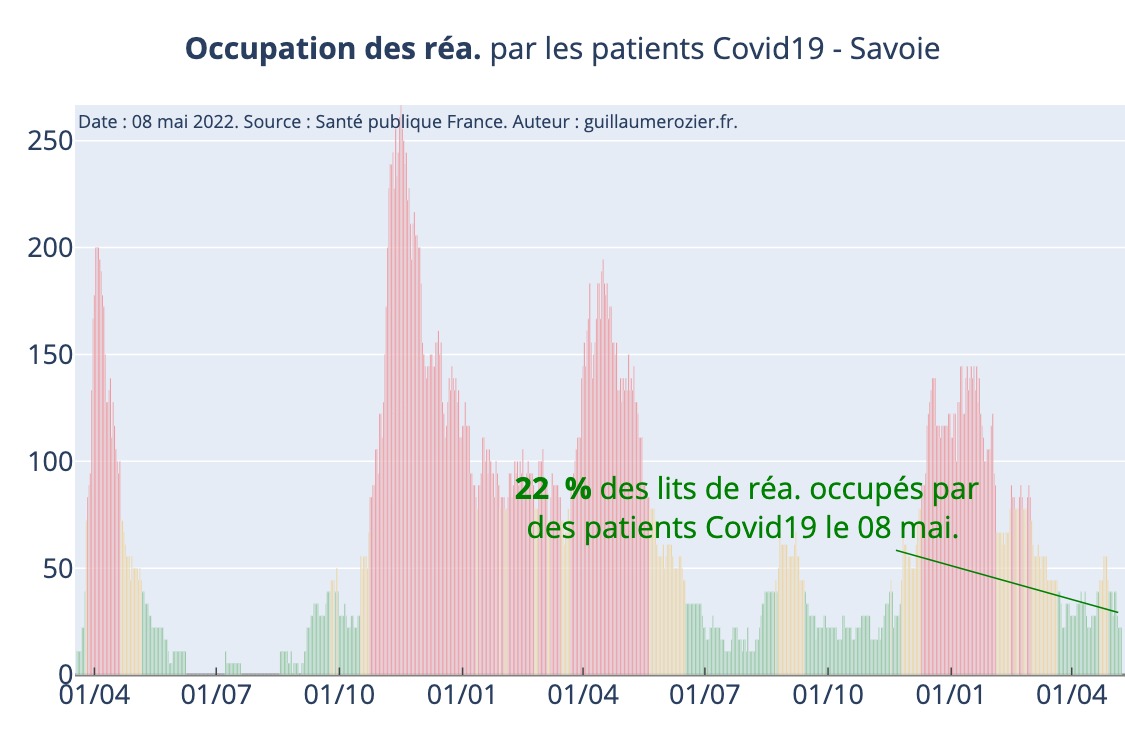 Occupation des réa. par les patients Covid19 - Savoie
Date : 08 mai 2022. Source : Santé publique France. Auteur : guillaumerozier.fr.
250
200
150
100
22 % des lits de réa. occupés par
des patients Covid19 le 08 mai.
50
0
01/04 01/07 01/10 01/01 01/04 01/07 01/10 01/01 01/04